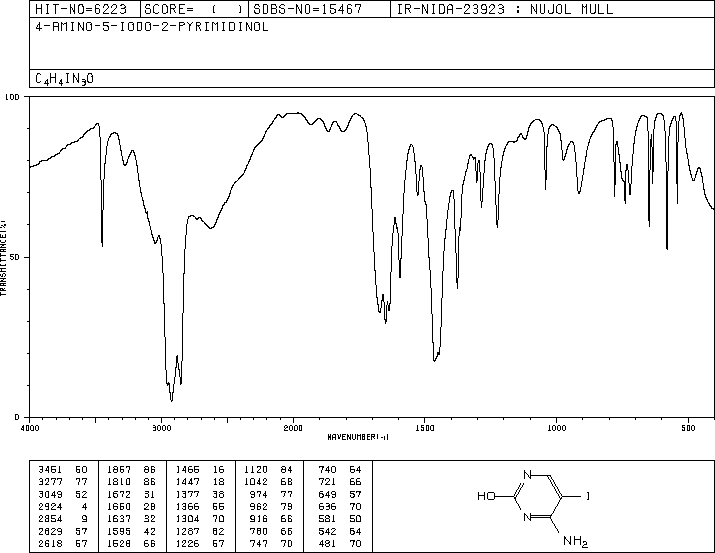 HIT-NO=6223 SCORE= ( ) SDBS-NO=15467 IR-NIDA-23923 : NUJOL MULL
4-AMINO-5-IODO-2-PYRIMIDINOL
C4H4IN3O
100
50
0
TRANSMITTANCE(%)
4000 3000 2000 1500 1000 500
WAVENUMBER(-1)
3451 50 1867 86 1466 16 1120 84 740 64
3277 77 1810 86 1447 18 1042 68 721 66
3049 52 1672 31 1377 38 974 77 649 57
2924 4 1650 28 1366 55 962 79 636 70
2854 9 1637 32 1304 70 916 66 581 50
2629 57 1595 42 1287 62 780 66 542 64
2618 57 1528 66 1226 57 747 70 481 70
N
HO
I
N
NH2